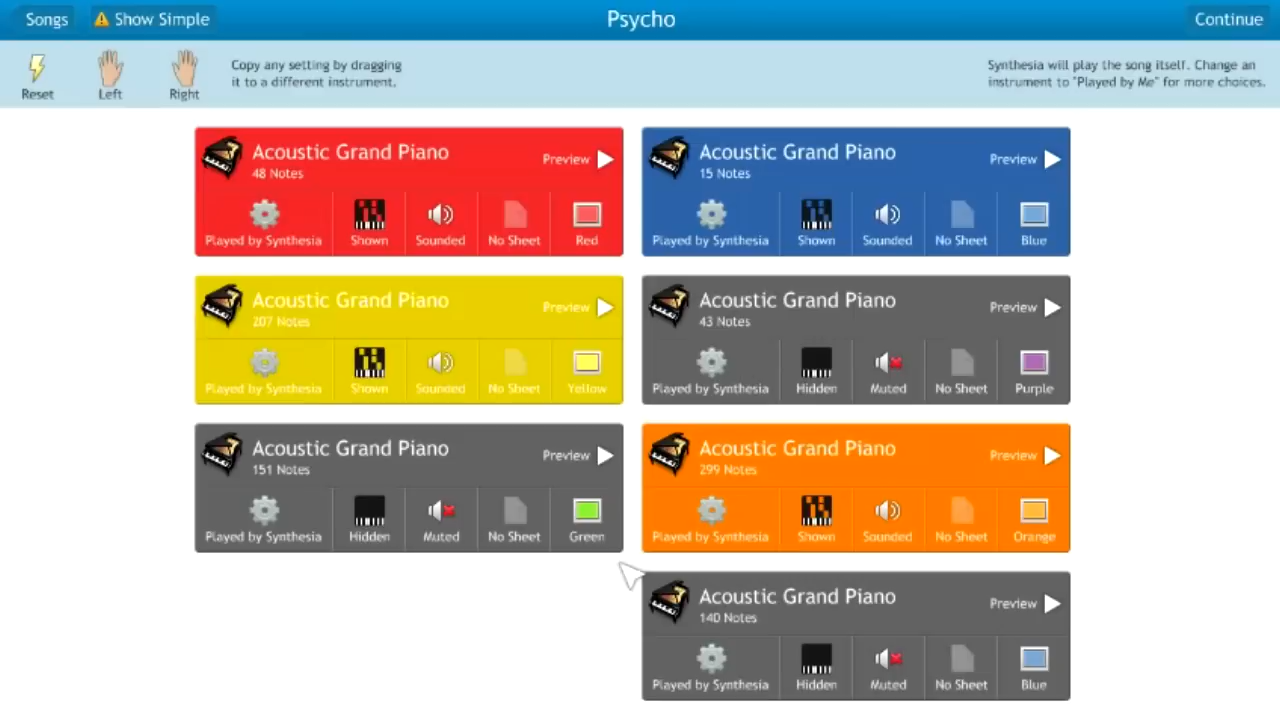 Songs
Show Simple
Psycho
Continue
Reset
Left
Right
Copy any setting by dragging
it to a different instrument.
Synthesia will play the song itself. Change an
instrument to "Played by Me" for more choices.
Acoustic Grand Piano
48 Notes
Preview
Played by Synthesia
Shown
Sounded
No Sheet
Red
Acoustic Grand Piano
15 Notes
Preview
Played by Synthesia
Shown
Sounded
No Sheet
Blue
Acoustic Grand Piano
207 Notes
Preview
Played by Synthesia
Shown
Sounded
No Sheet
Yellow
Acoustic Grand Piano
43 Notes
Preview
Played by Synthesia
Hidden
Muted
No Sheet
Purple
Acoustic Grand Piano
151 Notes
Preview
Played by Synthesia
Hidden
Muted
No Sheet
Green
Acoustic Grand Piano
299 Notes
Preview
Played by Synthesia
Shown
Sounded
No Sheet
Orange
Acoustic Grand Piano
140 Notes
Preview
Played by Synthesia
Hidden
Muted
No Sheet
Blue